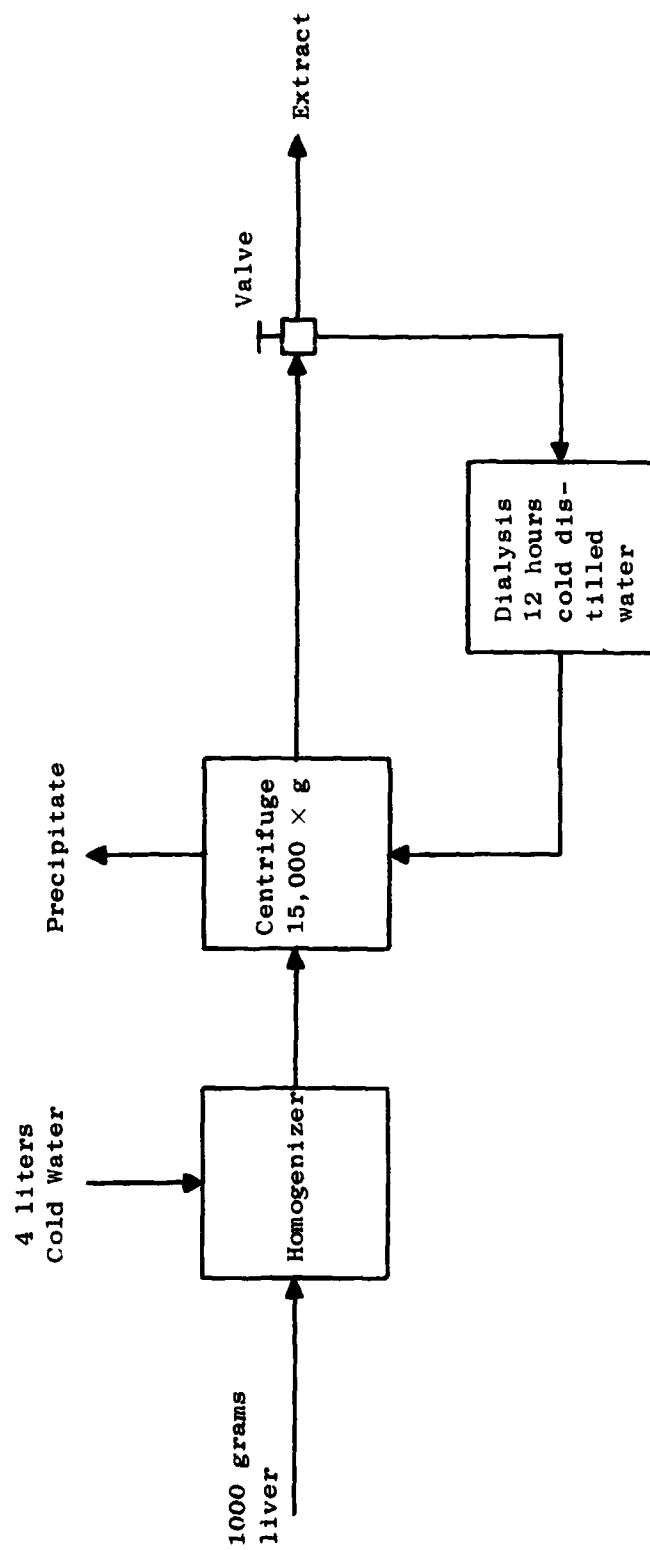 1000 grams
liver
4 liters
Cold Water
Homogenizer
Precipitate
Centrifuge
15,000 × g
Valve
Extract
Dialysis
12 hours
cold dis-
tilled
water